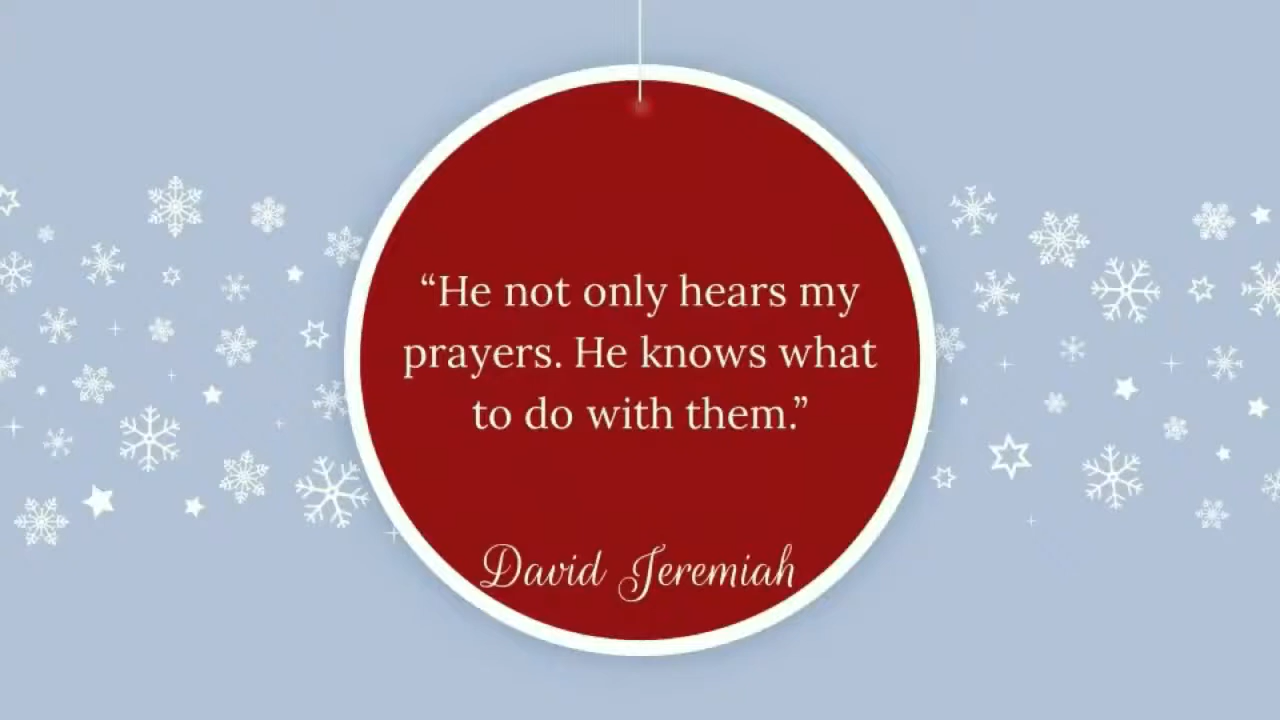 “He not only hears my
prayers. He knows what
to do with them.”
David Jeremiah